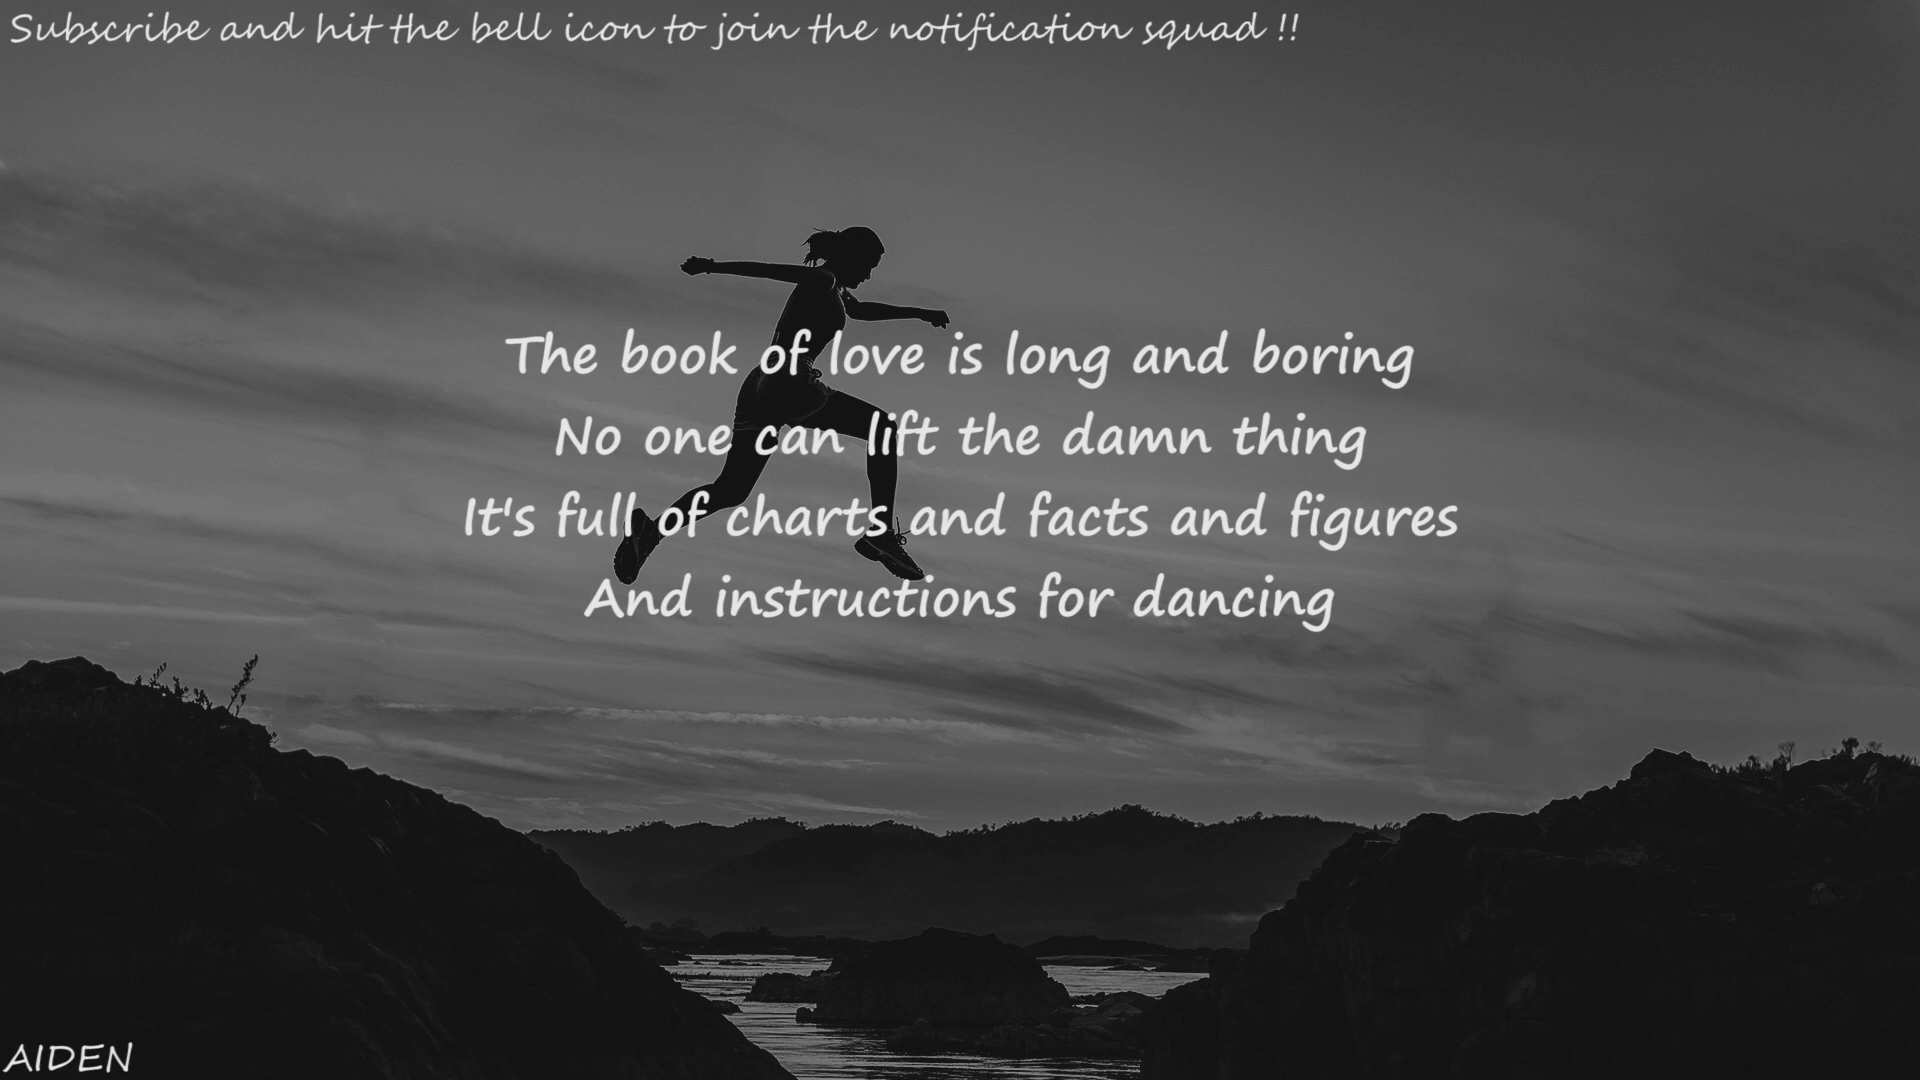 Subscribe and hit the bell icon to join the notification squad !!
The book of love is long and boring
No one can lift the damn thing
It's full of charts and facts and figures
And instructions for dancing
AIDEN